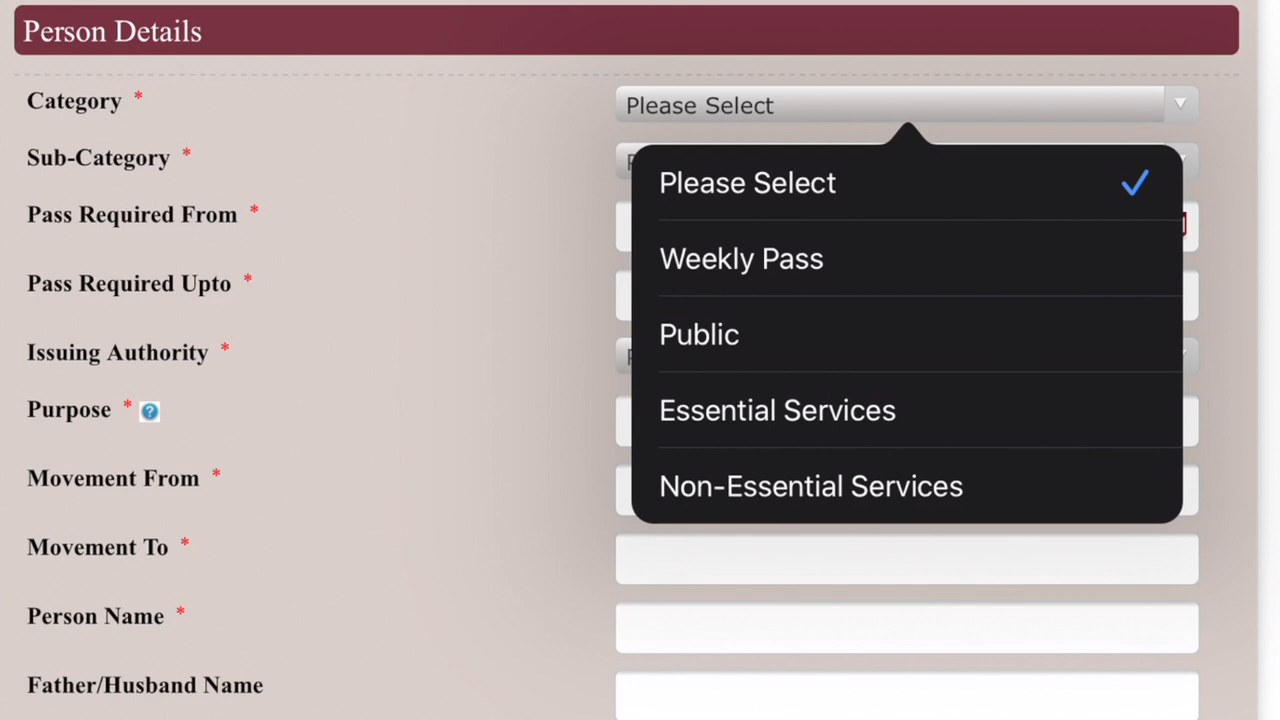 Person Details
Category * Please Select
Sub-Category *
Please Select
Pass Required From *
Weekly Pass
Pass Required Upto *
Public
Issuing Authority *
Purpose *
Essential Services
Movement From *
Non-Essential Services
Movement To *
Person Name *
Father/Husband Name